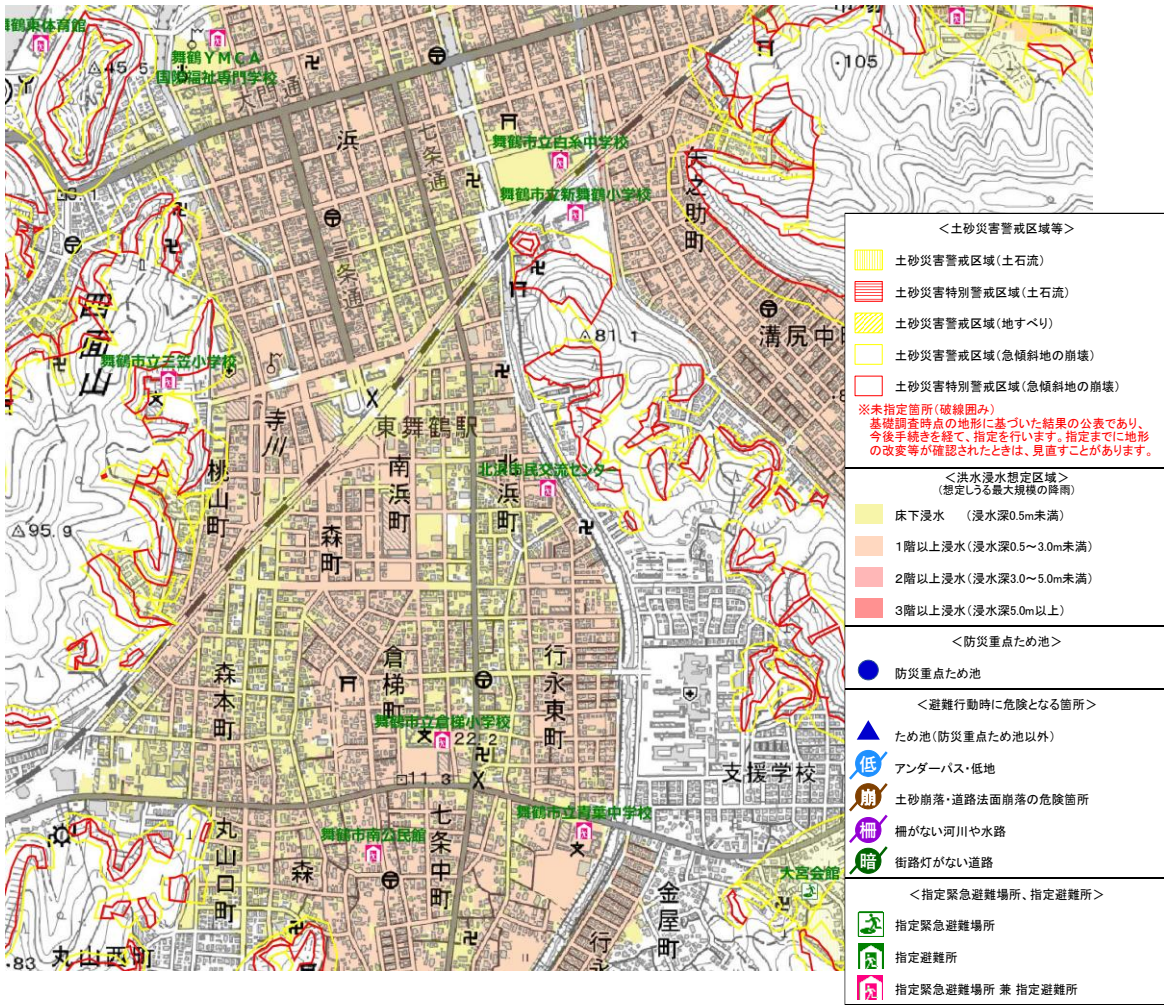 舞鶴東体育館
舞鶴YMCA
国際福祉専門学校
45.5
大門通
七条通
三条通
浜
105
舞鶴市立白糸中学校
舞鶴市立新舞鶴小学校
矢之助町
81.1
溝尻中町
舞鶴市立三笠小学校
寺川
東舞鶴駅
桃山町
南浜町
北浜町
北浜市民交流センター
森町
95.9
森本町
倉梯町
行永東町
舞鶴市立倉梯小学校
22.2
11.3
支援学校
舞鶴市立青葉中学校
舞鶴市南公民館
七条中町
丸山口町
森
大宮会館
金屋町
行永
83
丸山西町
<土砂災害警戒区域等>
土砂災害警戒区域(土石流)
土砂災害特別警戒区域(土石流)
土砂災害警戒区域(地すべり)
土砂災害警戒区域(急傾斜地の崩壊)
土砂災害特別警戒区域(急傾斜地の崩壊)
※未指定箇所(破線囲み)
基礎調査時点の地形に基づいた結果の公表であり、
今後手続きを経て、指定を行います。指定までに地形
の改変等が確認されたときは、見直すことがあります。
<洪水浸水想定区域>
(想定しうる最大規模の降雨)
床下浸水 (浸水深0.5m未満)
1階以上浸水(浸水深0.5~3.0m未満)
2階以上浸水(浸水深3.0~5.0m未満)
3階以上浸水(浸水深5.0m以上)
<防災重点ため池>
防災重点ため池
<避難行動時に危険となる箇所>
ため池(防災重点ため池以外)
低 アンダーパス・低地
崩 土砂崩落・道路法面崩落の危険箇所
柵 柵がない河川や水路
暗 街路灯がない道路
<指定緊急避難場所、指定避難所>
指定緊急避難場所
指定避難所
指定緊急避難場所 兼 指定避難所